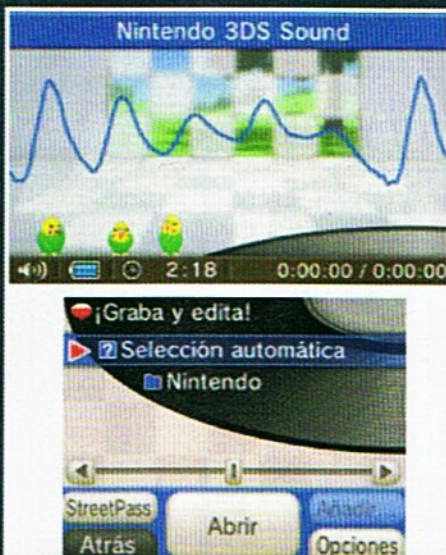 Nintendo 3DS Sound
2:18 0:00:00 / 0:00:00
¡Graba y edita!
? Selección automática
Nintendo
StreetPass
Abrir
Añadir
Atrás
Opciones